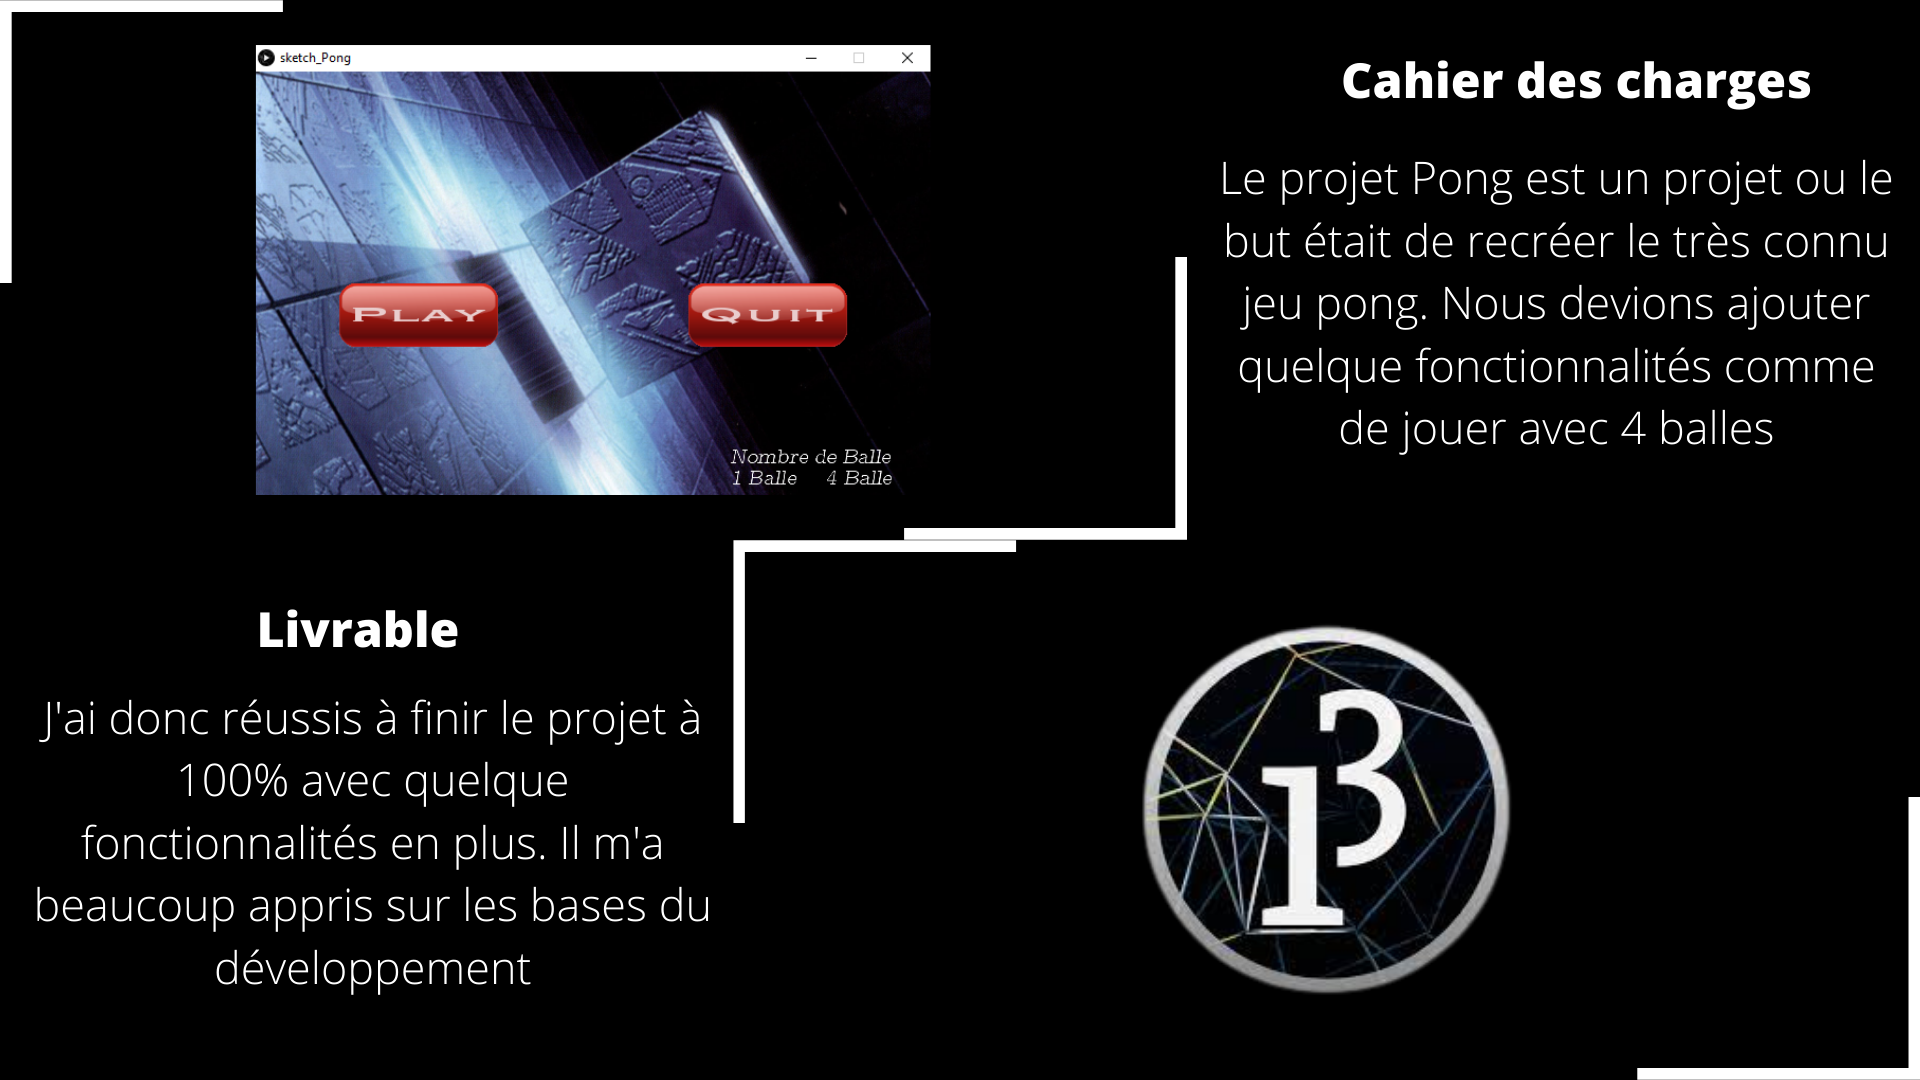 sketch_Pong
PLAY
QUIT
Nombre de Balle
1 Balle 4 Balle
Cahier des charges
Le projet Pong est un projet ou le
but était de recréer le très connu
jeu pong. Nous devions ajouter
quelque fonctionnalités comme
de jouer avec 4 balles
Livrable
J'ai donc réussis à finir le projet à
100% avec quelque
fonctionnalités en plus. Il m'a
beaucoup appris sur les bases du
développement
13